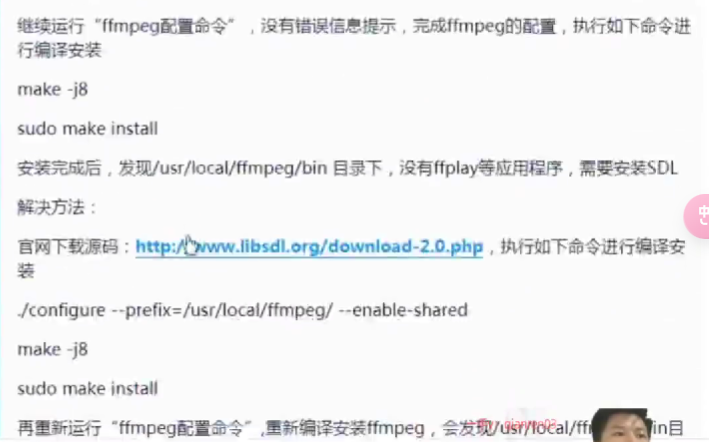 继续运行“ffmpeg配置命令”，没有错误信息提示，完成ffmpeg的配置，执行如下命令进
行编译安装
make -j8
sudo make install
安装完成后，发现/usr/local/ffmpeg/bin 目录下，没有ffplay等应用程序，需要安装SDL
解决方法：
官网下载源码：http://www.libsdl.org/download-2.0.php，执行如下命令进行编译安
装
./configure --prefix=/usr/local/ffmpeg/ --enable-shared
make -j8
sudo make install
再重新运行“ffmpeg配置命令”,重新编译安装ffmpeg，会发现/usr/local/ff in目
中